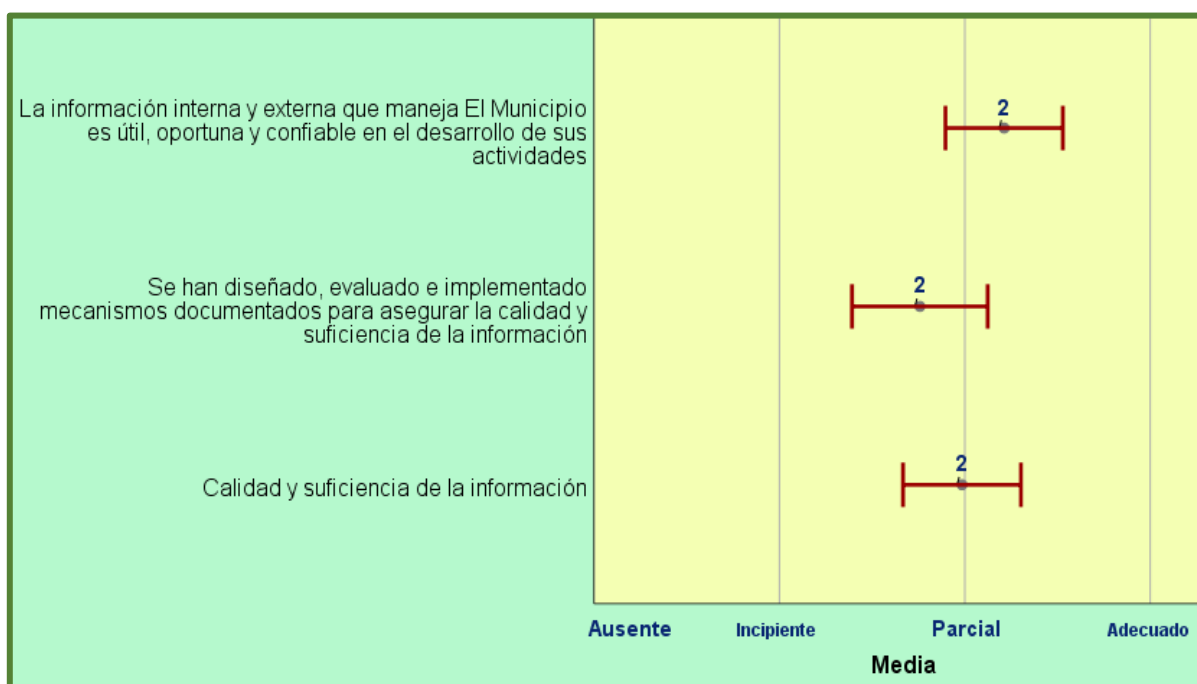 La información interna y externa que maneja El Municipio
es útil, oportuna y confiable en el desarrollo de sus
actividades
2
Se han diseñado, evaluado e implementado
mecanismos documentados para asegurar la calidad y
suficiencia de la información
2
Calidad y suficiencia de la información
2
Ausente Incipiente Parcial Adecuado
Media